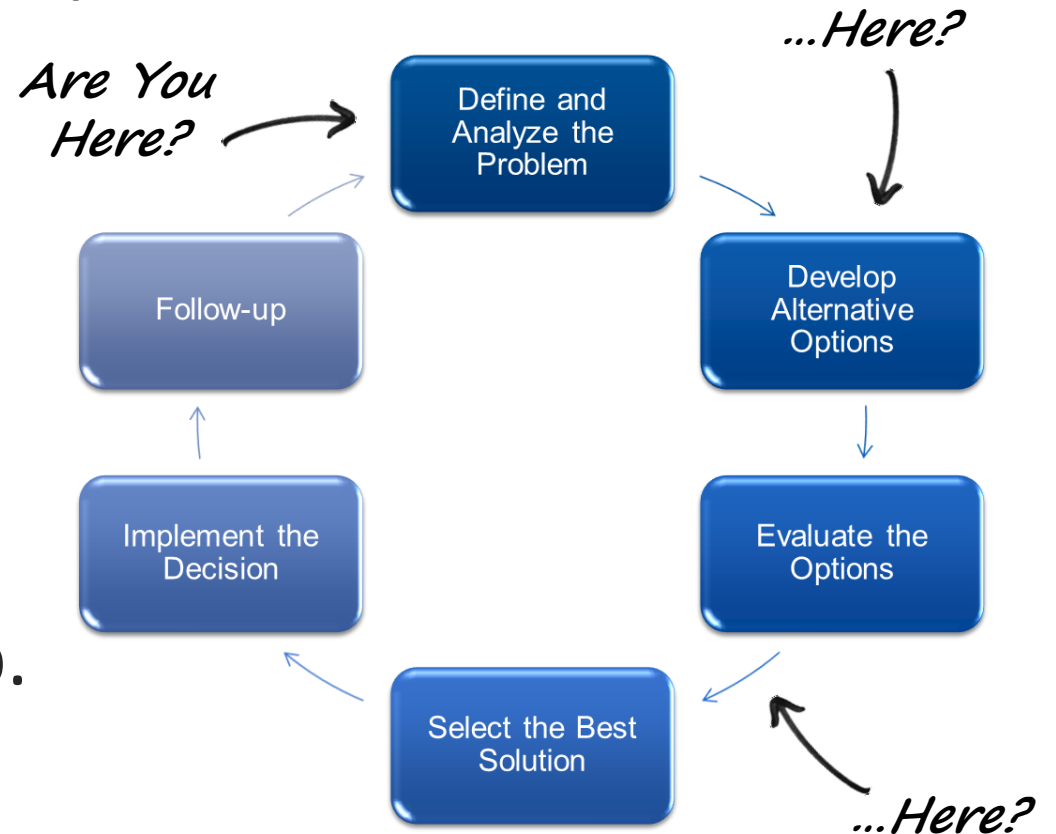 ...Here?
Are You
Here?
Define and
Analyze the
Problem
Develop
Alternative
Options
Evaluate the
Options
...Here?
Select the Best
Solution
Implement the
Decision
Follow-up